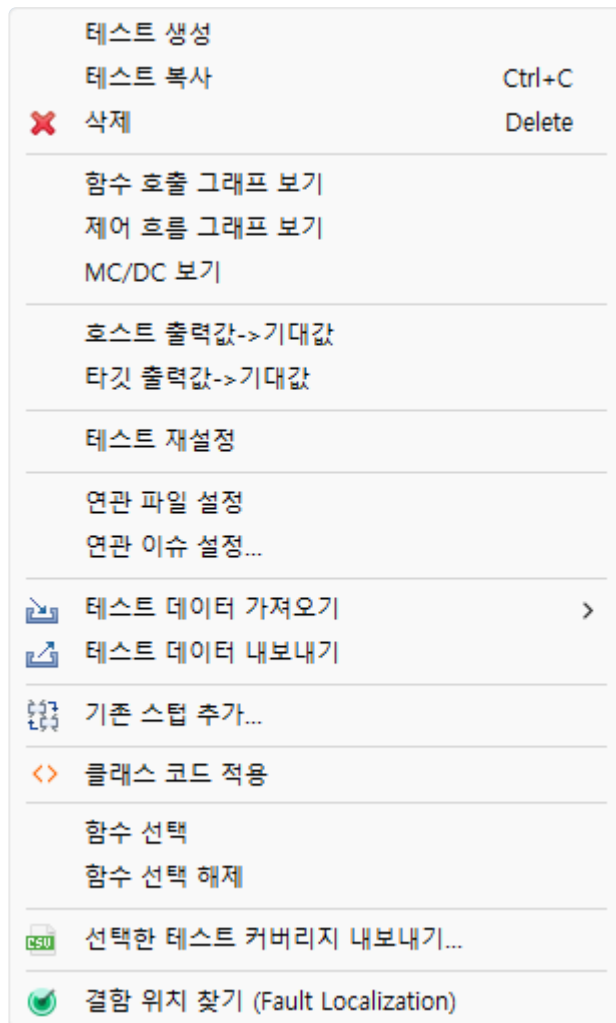 테스트 생성
테스트 복사 Ctrl+C
삭제 Delete
함수 호출 그래프 보기
제어 흐름 그래프 보기
MC/DC 보기
호스트 출력값->기대값
타깃 출력값->기대값
테스트 재설정
연관 파일 설정
연관 이슈 설정...
테스트 데이터 가져오기
테스트 데이터 내보내기
기존 스텁 추가...
클래스 코드 적용
함수 선택
함수 선택 해제
CSV 선택한 테스트 커버리지 내보내기...
결함 위치 찾기 (Fault Localization)